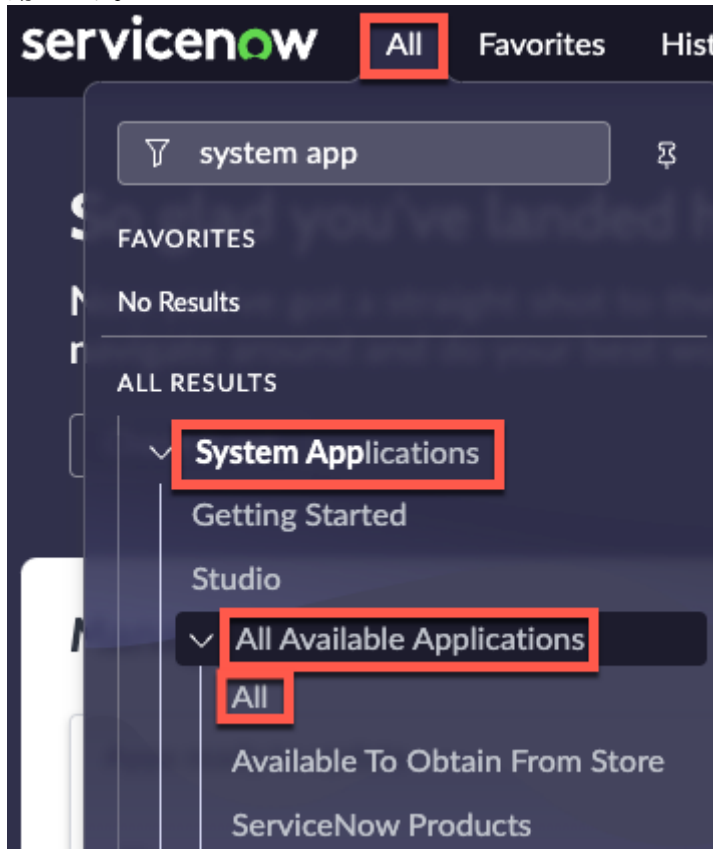 servicenow All Favorites Hist
system app
FAVORITES
No Results
ALL RESULTS
System Applications
Getting Started
Studio
All Available Applications
All
Available To Obtain From Store
ServiceNow Products